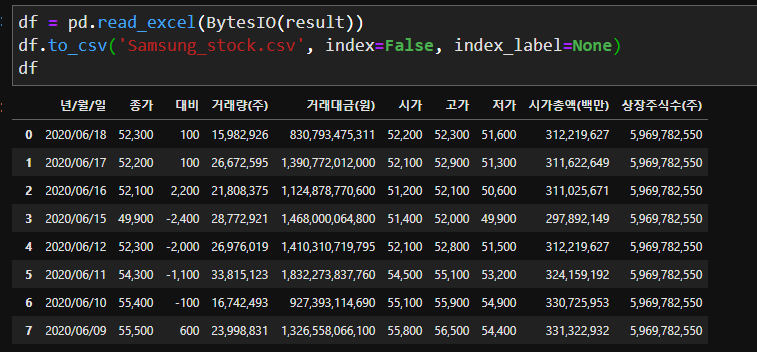 df = pd.read_excel(BytesIO(result))
df.to_csv('Samsung_stock.csv', index=False, index_label=None)
df
년/월/일 종가 대비 거래량(주) 거래대금(원) 시가 고가 저가 시가총액(백만) 상장주식수(주)
0 2020/06/18 52,300 100 15,982,926 830,793,475,311 52,200 52,300 51,600 312,219,627 5,969,782,550
1 2020/06/17 52,200 100 26,672,595 1,390,772,012,000 52,100 52,900 51,300 311,622,649 5,969,782,550
2 2020/06/16 52,100 2,200 21,808,375 1,124,878,770,600 51,200 52,100 50,600 311,025,671 5,969,782,550
3 2020/06/15 49,900 -2,400 28,772,921 1,468,000,064,800 51,400 52,000 49,900 297,892,149 5,969,782,550
4 2020/06/12 52,300 -2,000 26,976,019 1,410,310,719,795 52,100 52,800 51,500 312,219,627 5,969,782,550
5 2020/06/11 54,300 -1,100 33,815,123 1,832,273,837,760 54,500 55,100 53,200 324,159,192 5,969,782,550
6 2020/06/10 55,400 -100 16,742,493 927,393,114,690 55,100 55,900 54,900 330,725,953 5,969,782,550
7 2020/06/09 55,500 600 23,998,831 1,326,558,066,100 55,800 56,500 54,400 331,322,932 5,969,782,550